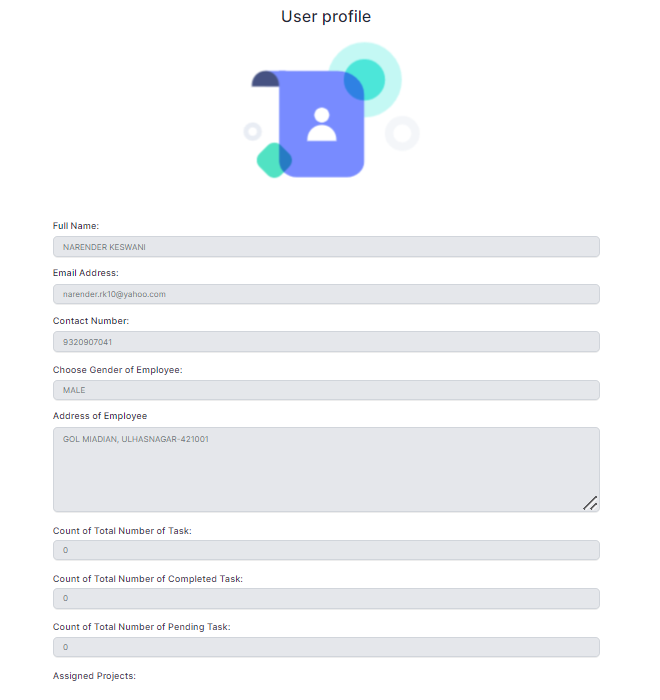 User profile
Full Name:
NARENDER KESWANI
Email Address:
narender.rk10@yahoo.com
Contact Number:
9320907041
Choose Gender of Employee:
MALE
Address of Employee
GOL MIADIAN, ULHASNAGAR-421001
Count of Total Number of Task:
0
Count of Total Number of Completed Task:
0
Count of Total Number of Pending Task:
0
Assigned Projects: